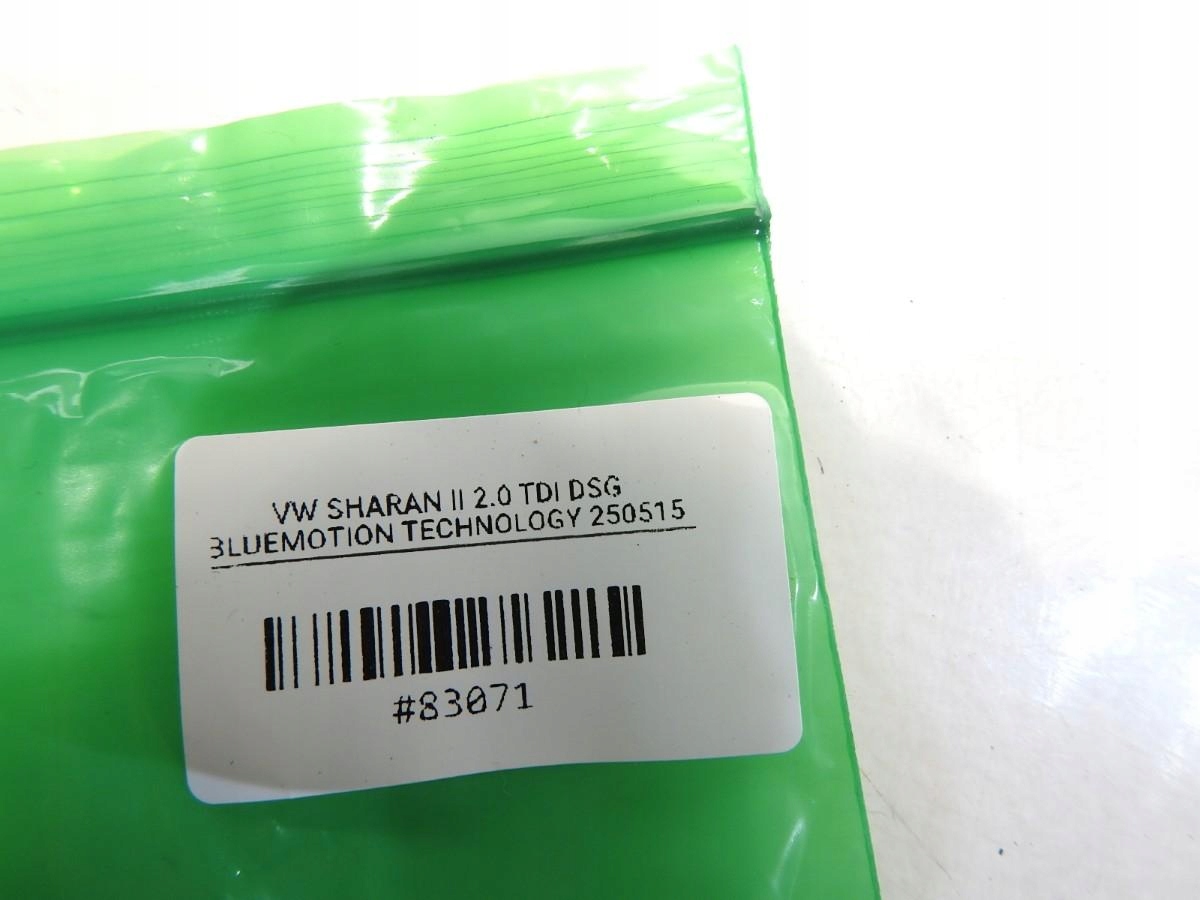 VW SHARAN II 2.0 TDI DSG
BLUEMOTION TECHNOLOGY 250515
#83071